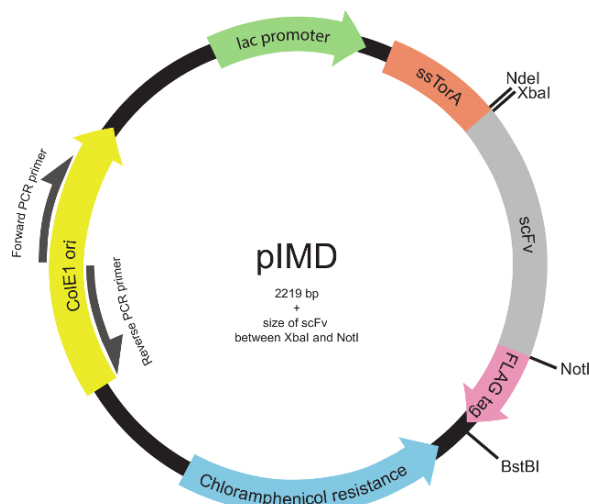 lac promoter
ssTorA
NdeI
XbaI
scFv
Forward PCR primer
ColE1 ori
Reverse PCR primer
pIMD
2219 bp
+
size of scFv
between XbaI and NotI
NotI
FLAG tag
BstBI
Chloramphenicol resistance